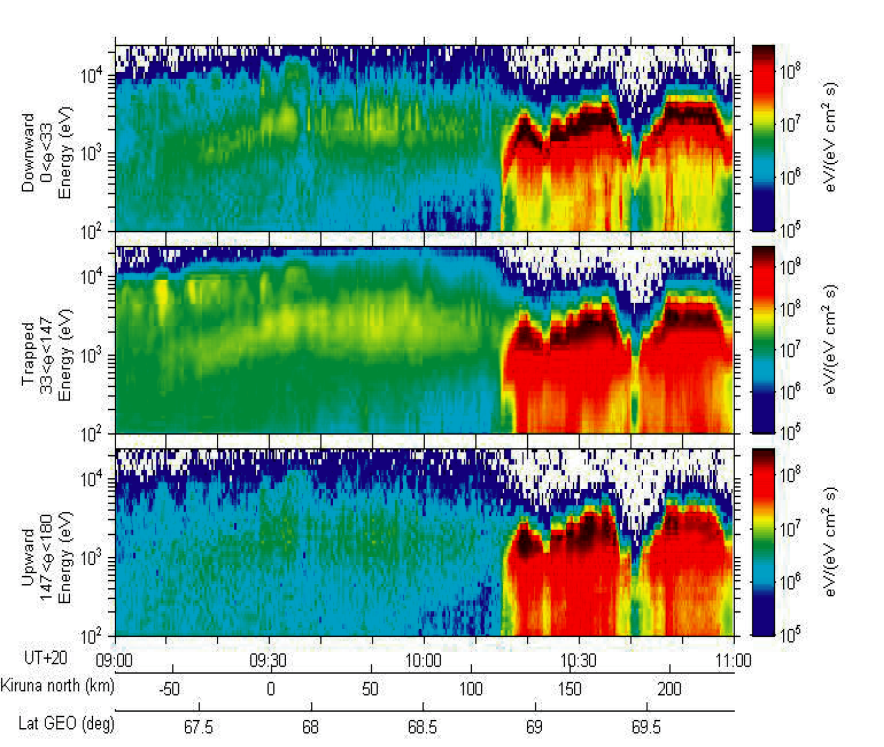 Downward
0<ɵ<33
Energy (eV)
10⁴
10³
10²
10⁸
10⁷
10⁶
10⁵
eV/(eV cm² s)
Trapped
33<ɵ<147
Energy (eV)
10⁴
10³
10²
10⁹
10⁸
10⁷
10⁶
10⁵
eV/(eV cm² s)
Upward
147<ɵ<180
Energy (eV)
10⁴
10³
10²
10⁸
10⁷
10⁶
10⁵
eV/(eV cm² s)
UT+20 09:00 09:30 10:00 10:30 11:00
Kiruna north (km) -50 0 50 100 150 200
Lat GEO (deg) 67.5 68 68.5 69 69.5